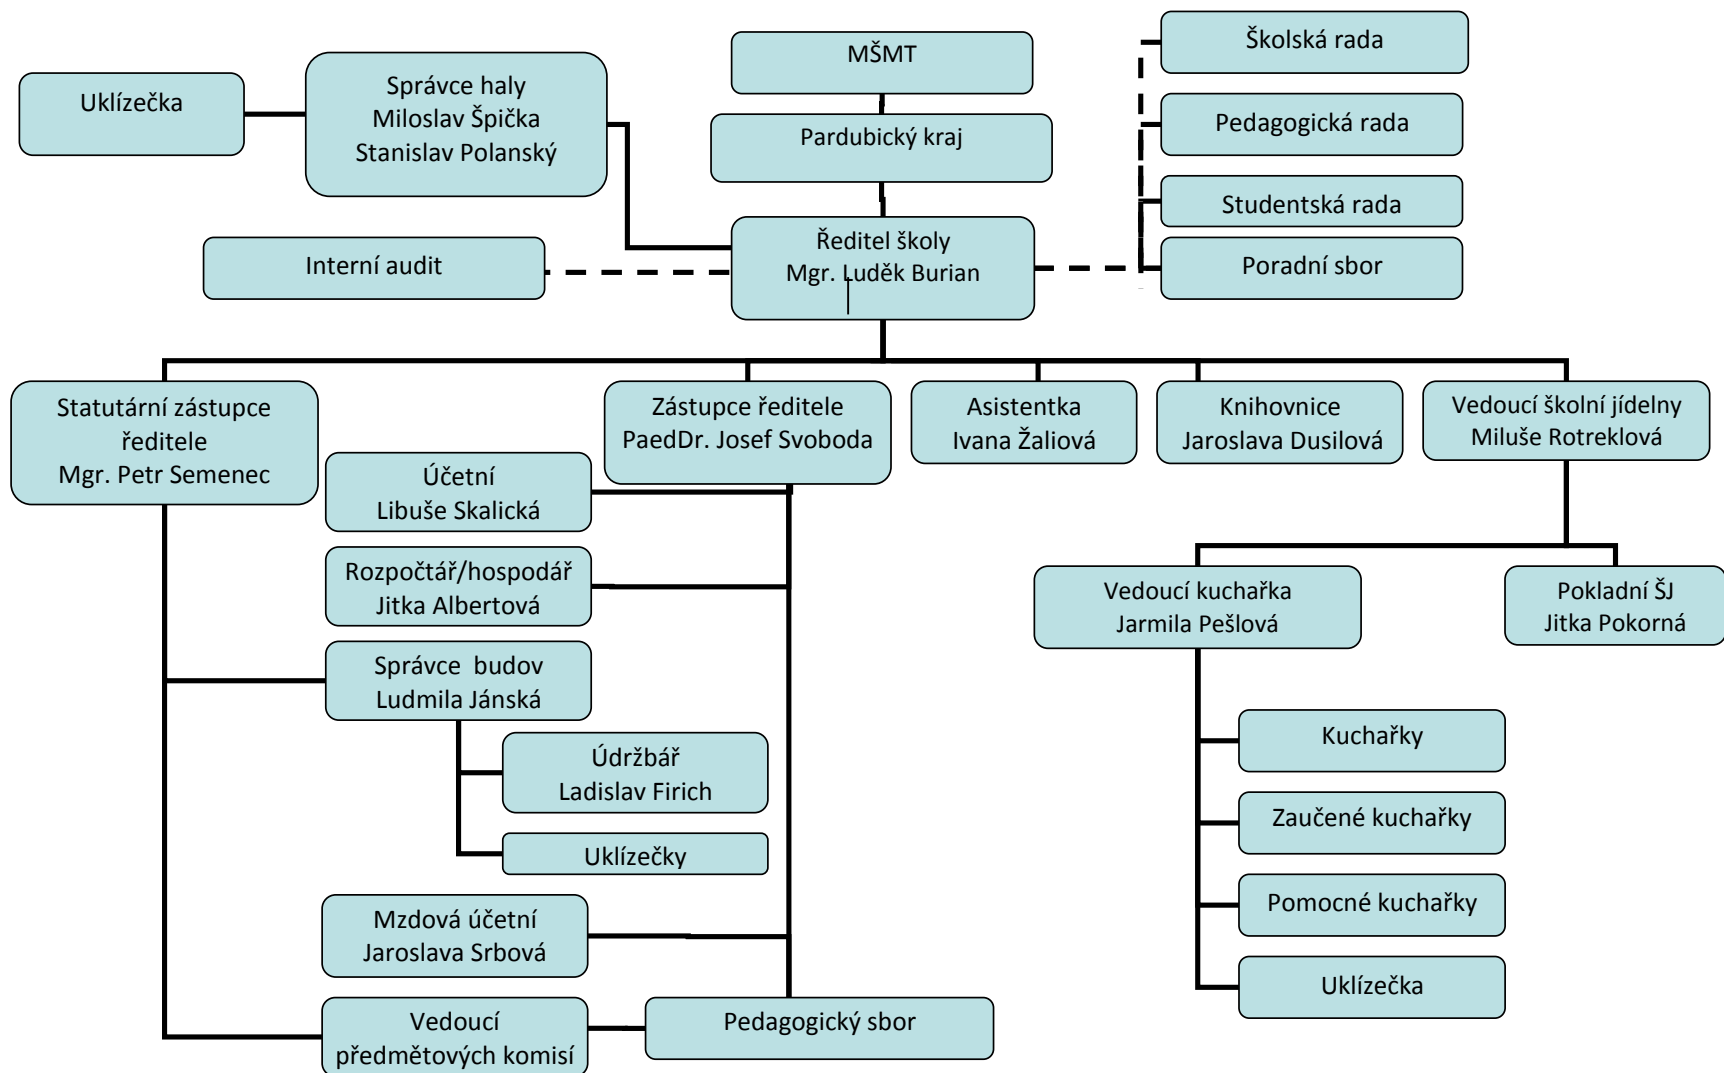 Uklízečka
Správce haly
Miloslav Špička
Stanislav Polanský
MŠMT
Pardubický kraj
Školská rada
Pedagogická rada
Studentská rada
Poradní sbor
Interní audit
Ředitel školy
Mgr. Luděk Burian
Statutární zástupce
ředitele
Mgr. Petr Semenec
Zástupce ředitele
PaedDr. Josef Svoboda
Asistentka
Ivana Žaliová
Knihovnice
Jaroslava Dusilová
Vedoucí školní jídelny
Miluše Rotreklová
Účetní
Libuše Skalická
Rozpočtář/hospodář
Jitka Albertová
Správce  budov
Ludmila Jánská
Údržbář
Ladislav Firich
Uklízečky
Mzdová účetní
Jaroslava Srbová
Vedoucí
předmětových komisí
Pedagogický sbor
Vedoucí kuchařka
Jarmila Pešlová
Pokladní ŠJ
Jitka Pokorná
Kuchařky
Zaučené kuchařky
Pomocné kuchařky
Uklízečka